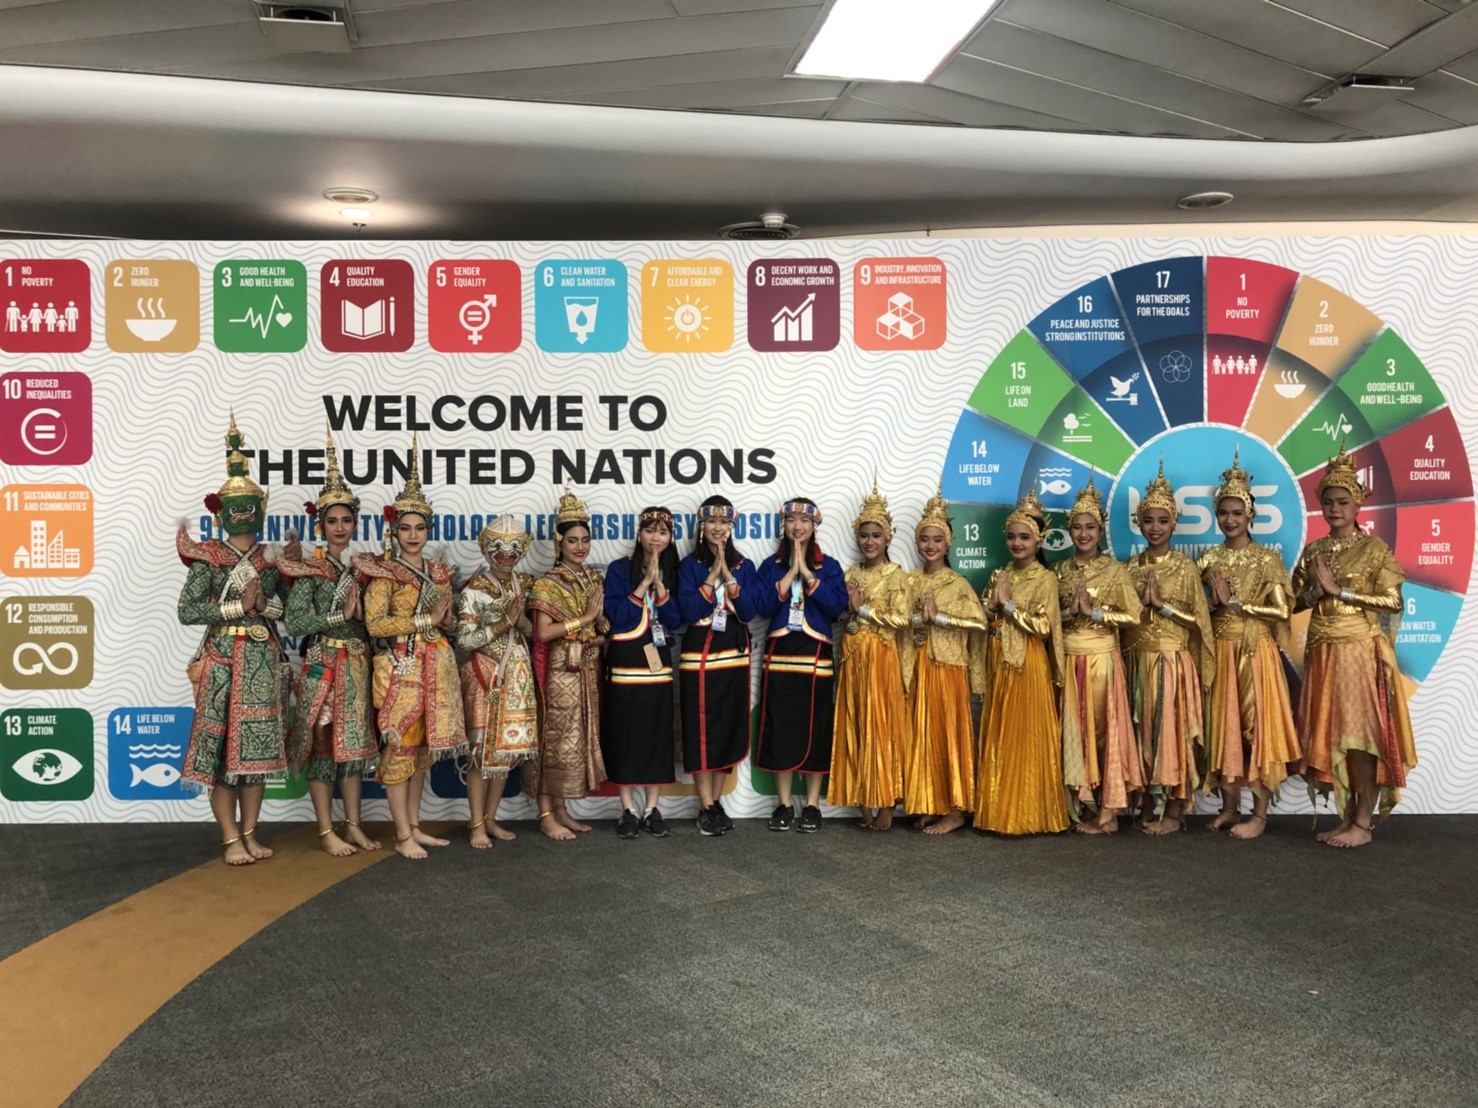 1 NO
POVERTY
2 ZERO
HUNGER
3 GOOD HEALTH
AND WELL-BEING
4 QUALITY
EDUCATION
5 GENDER
EQUALITY
6 CLEAN WATER
AND SANITATION
7 AFFORDABLE AND
CLEAN ENERGY
8 DECENT WORK AND
ECONOMIC GROWTH
9 INDUSTRY, INNOVATION
AND INFRASTRUCTURE
10 REDUCED
INEQUALITIES
11 SUSTAINABLE CITIES
AND COMMUNITIES
12 RESPONSIBLE
CONSUMPTION
AND PRODUCTION
13 CLIMATE
ACTION
14 LIFE BELOW
WATER
WELCOME TO
THE UNITED NATIONS
UNIVERSITY SCHOLARS LEADERSHIP SYMPOSIUM
17
PARTNERSHIPS
FOR THE GOALS
1
NO
POVERTY
2
ZERO
HUNGER
3
GOOD HEALTH
AND WELL-BEING
4
QUALITY
EDUCATION
5
GENDER
EQUALITY
6
CLEAN WATER
SANITATION
16
PEACE AND JUSTICE
STRONG INSTITUTIONS
15
LIFE ON
LAND
14
LIFE BELOW
WATER
13
CLIMATE
ACTION
USLS